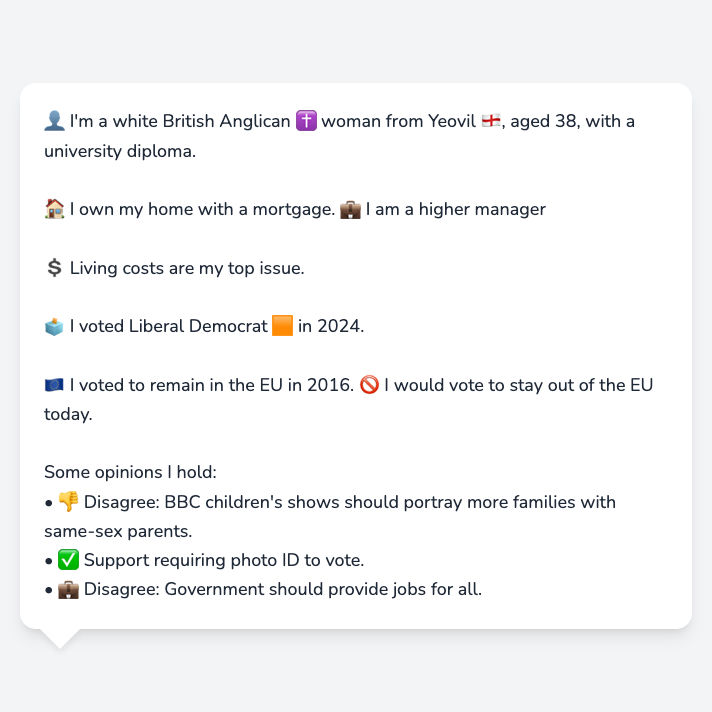 👤 I'm a white British Anglican ✝️ woman from Yeovil 🏴󠁧󠁢󠁥󠁮󠁧󠁿, aged 38, with a
university diploma.
🏠 I own my home with a mortgage. 💼 I am a higher manager
💲 Living costs are my top issue.
🗳️ I voted Liberal Democrat 🟧 in 2024.
🇪🇺 I voted to remain in the EU in 2016. 🚫 I would vote to stay out of the EU
today.
Some opinions I hold:
• 👎 Disagree: BBC children's shows should portray more families with
same-sex parents.
• ✅ Support requiring photo ID to vote.
• 💼 Disagree: Government should provide jobs for all.